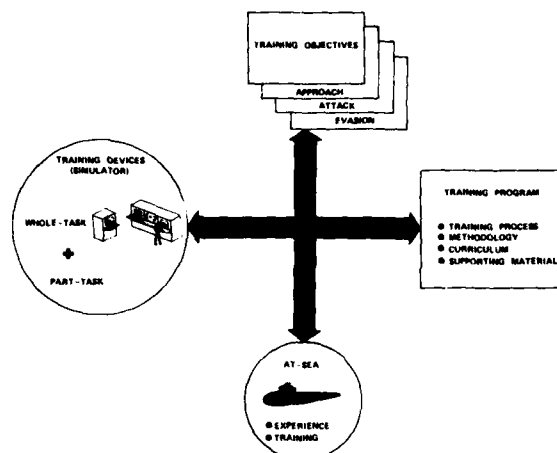 TRAINING OBJECTIVES
APPROACH
ATTACK
EVASION
TRAINING DEVICES
(SIMULATOR)
WHOLE-TASK
+
PART-TASK
TRAINING PROGRAM
● TRAINING PROCESS
● METHODOLOGY
● CURRICULUM
● SUPPORTING MATERIAL
AT-SEA
● EXPERIENCE
● TRAINING